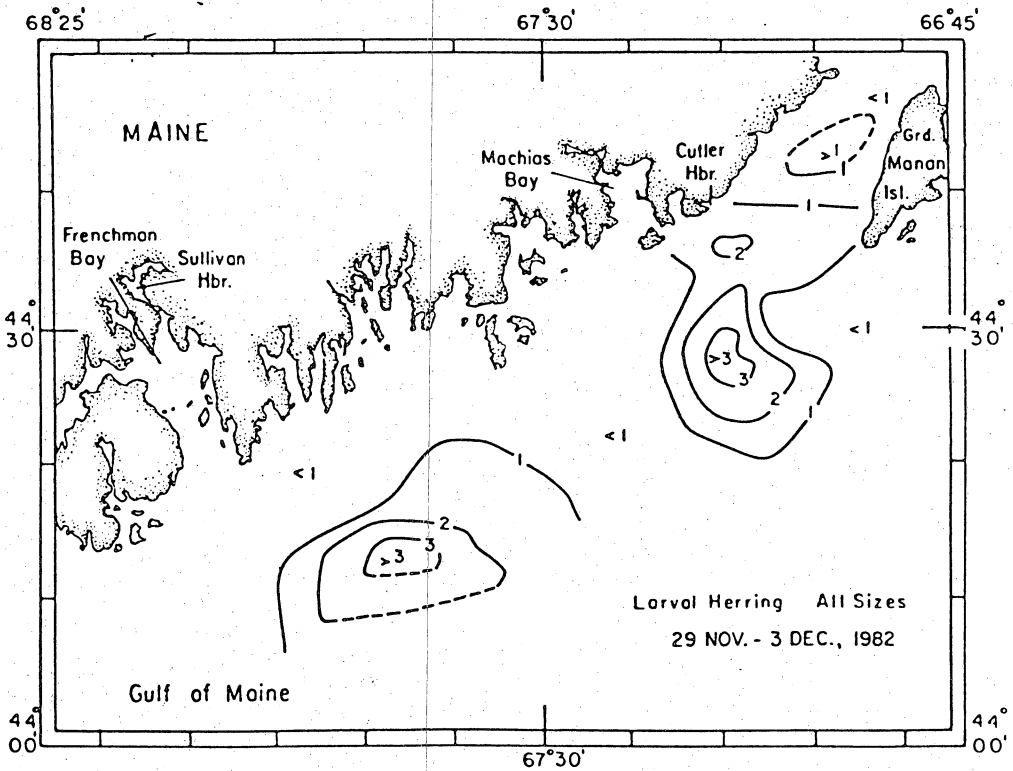 68°25'
67°30'
66°45'
MAINE
<1
Grd.
Manan
Isl.
>1
1
Machias
Bay
Cutler
Hbr.
1
Frenchman
Bay
Sullivan
Hbr.
2
44°
30'
44°
30'
<1
>3
3
2
1
<1
<1
1
2
3
>3
Larval Herring All Sizes
29 NOV. - 3 DEC., 1982
Gulf of Maine
44°
00'
44°
00'
67°30'